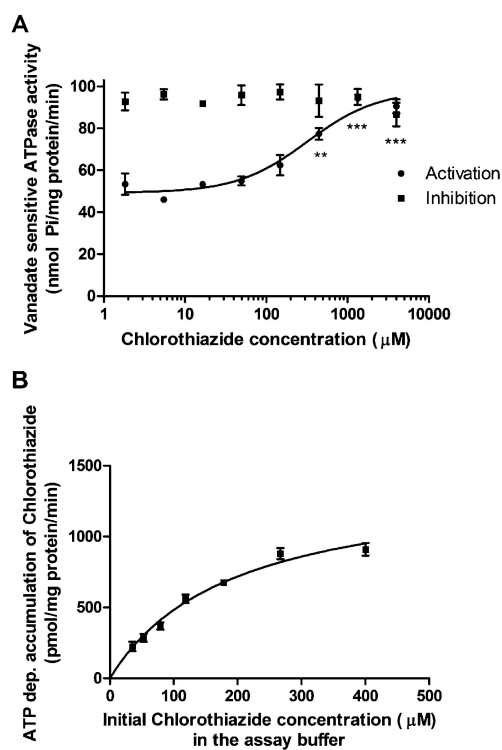 A
Vanadate sensitive ATPase activity
(nmol Pi/mg protein/min)
100
80
60
40
20
0
**
***
***
Activation
Inhibition
1 10 100 1000 10000
Chlorothiazide concentration (μM)
B
ATP dep. accumulation of Chlorothiazide
(pmol/mg protein/min)
1500
1000
500
0
0 100 200 300 400 500
Initial Chlorothiazide concentration (μM)
in the assay buffer